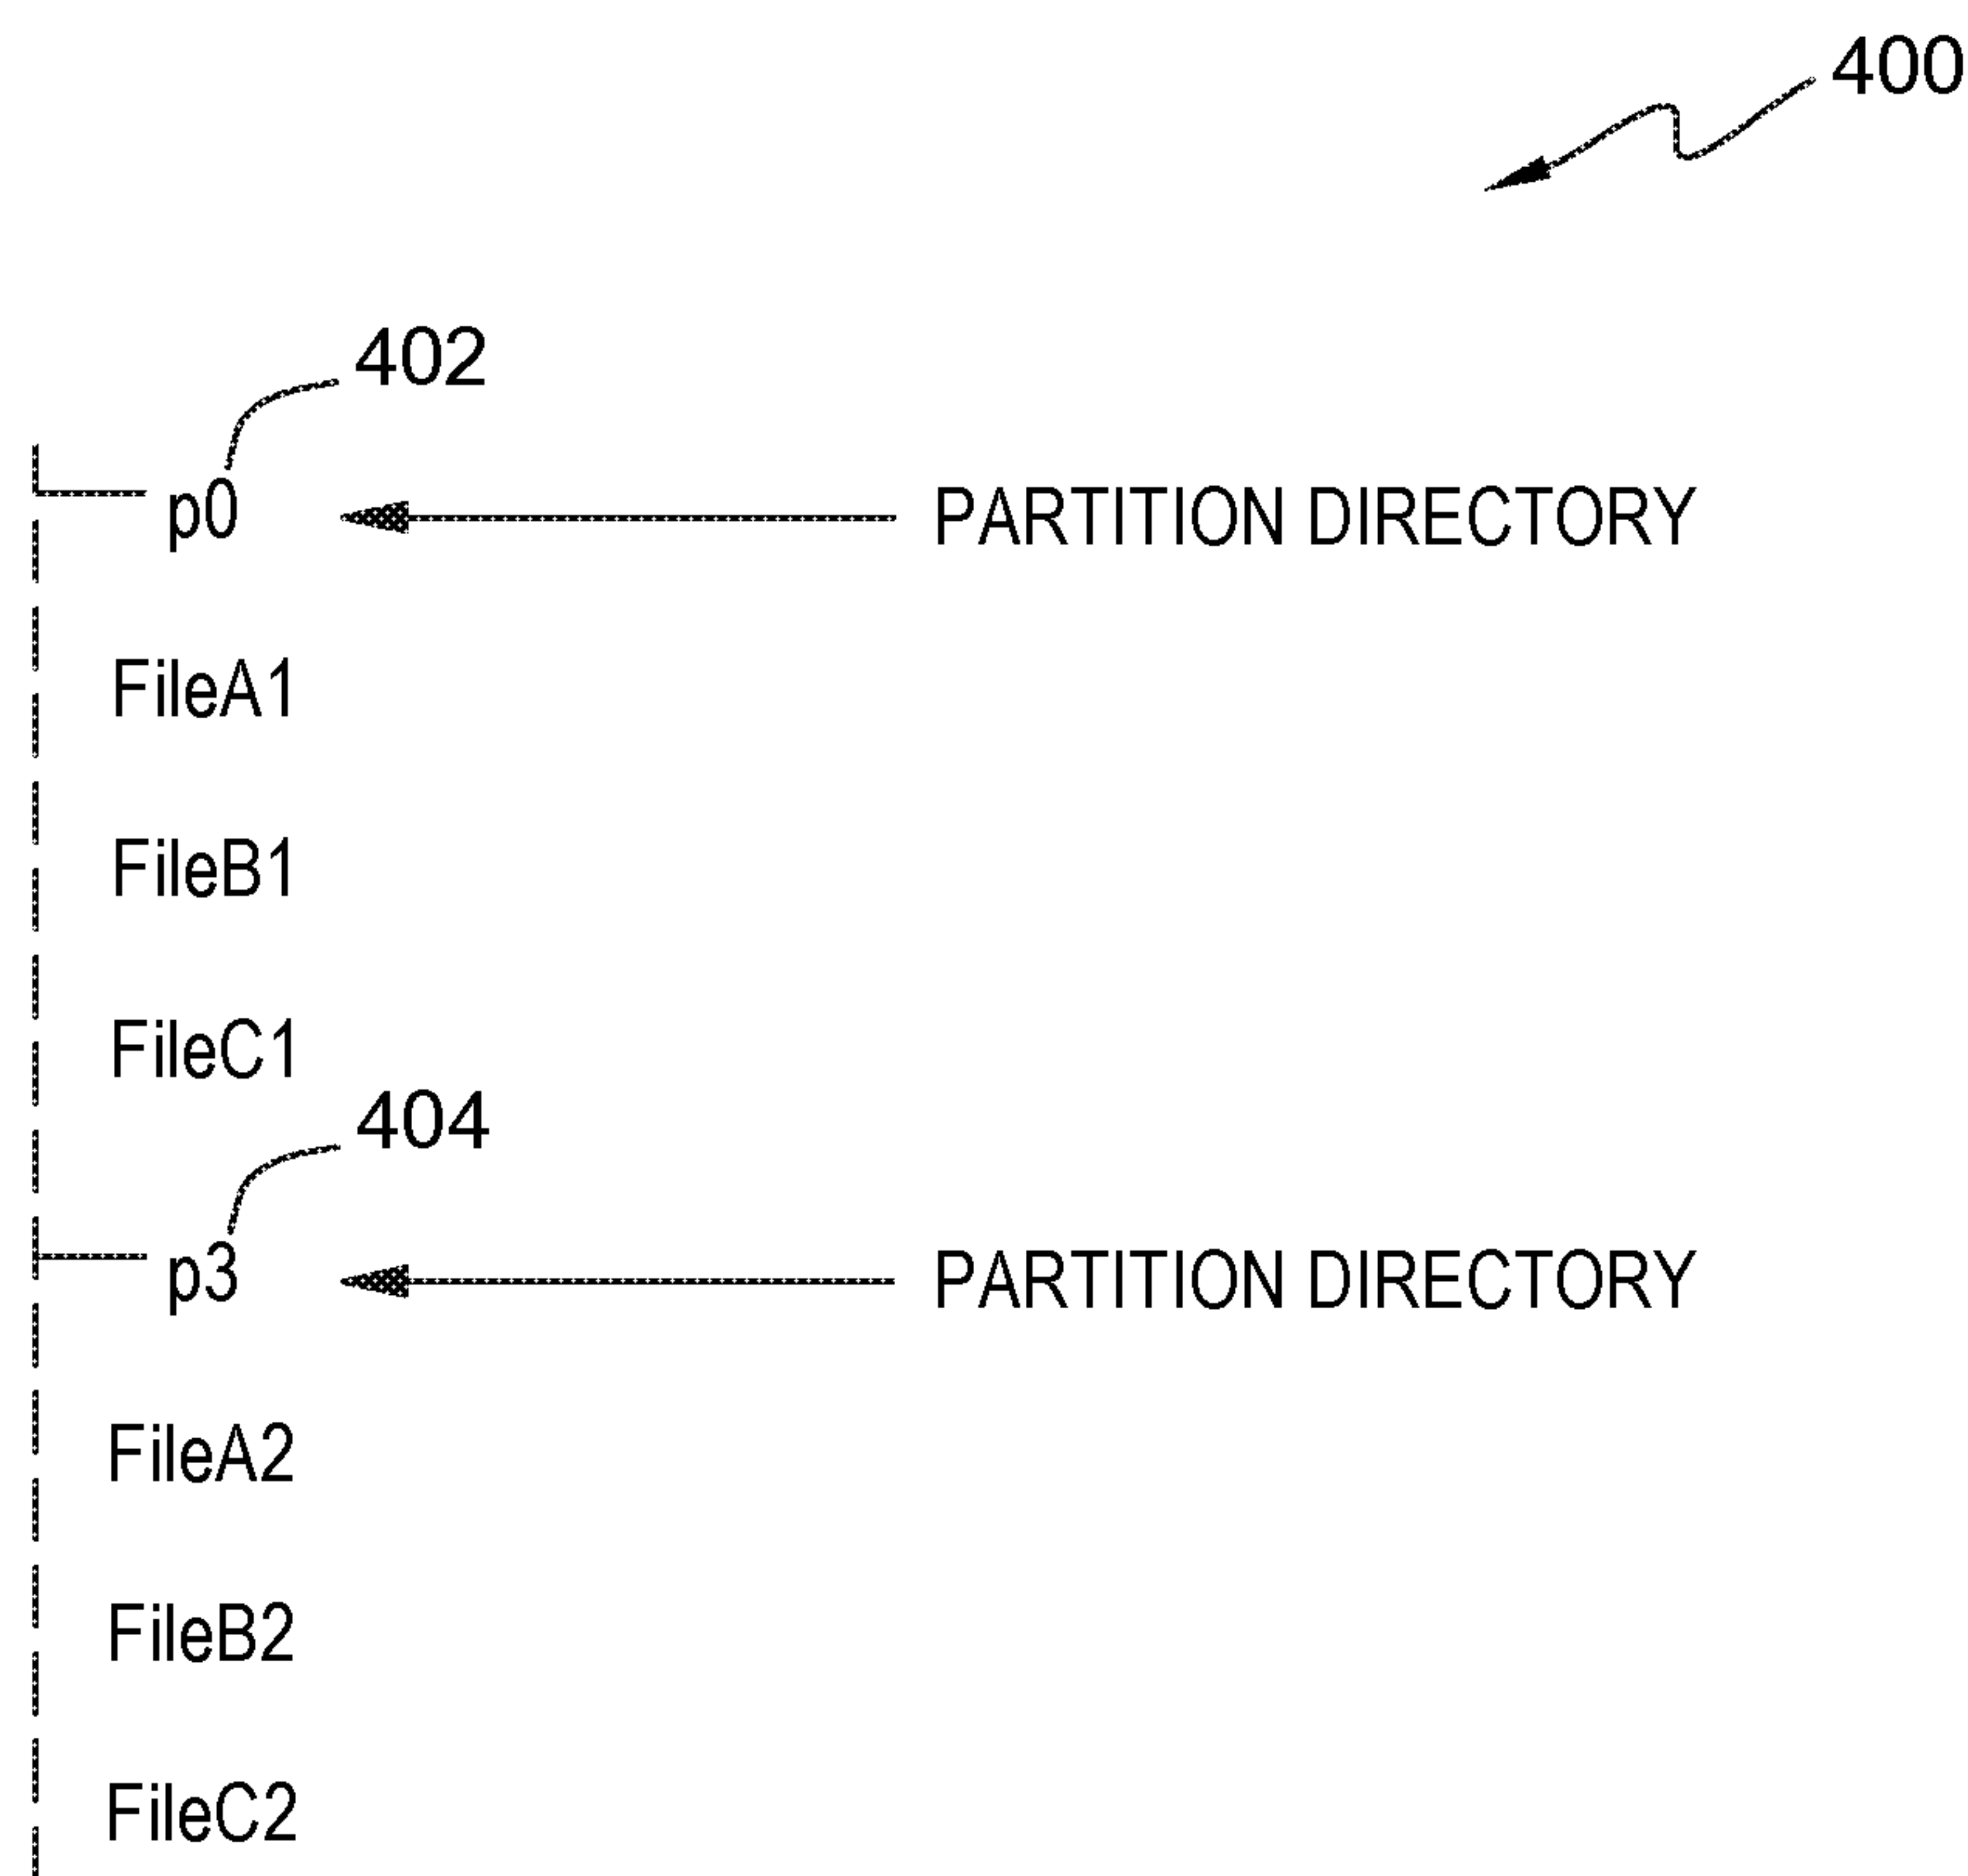 400
402
p0 PARTITION DIRECTORY
FileA1
FileB1
FileC1
404
p3 PARTITION DIRECTORY
FileA2
FileB2
FileC2